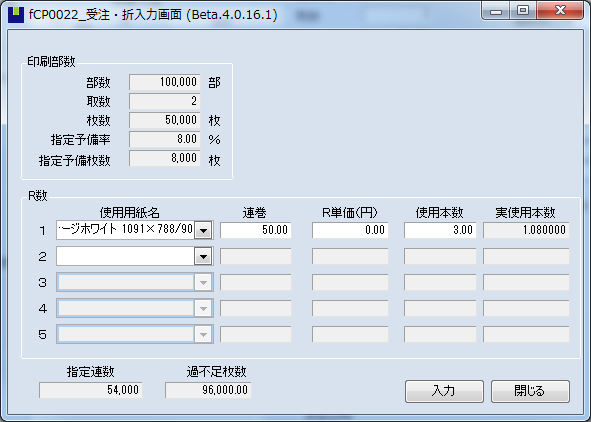 fCP0022_受注・折入力画面 (Beta.4.0.16.1)
印刷部数
部数 100,000 部
取数 2
枚数 50,000 枚
指定予備率 8.00 %
指定予備枚数 8,000 枚
R数
使用用紙名 連巻 R単価(円) 使用本数 実使用本数
1 ージホワイト 1091×788/90 50.00 0.00 3.00 1.080000
2
3
4
5
指定連数 過不足枚数
54,000 96,000.00
入力 閉じる